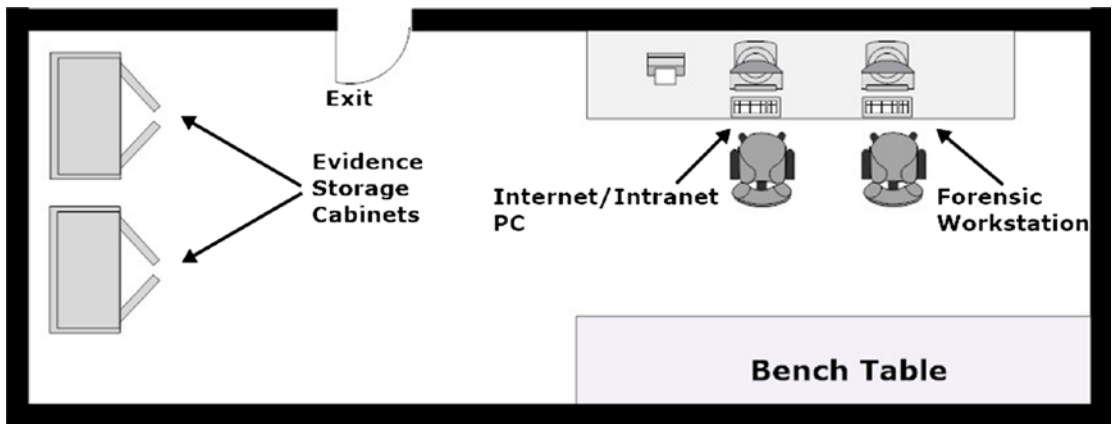 Exit
Evidence
Storage
Cabinets
Internet/Intranet
PC
Forensic
Workstation
Bench Table